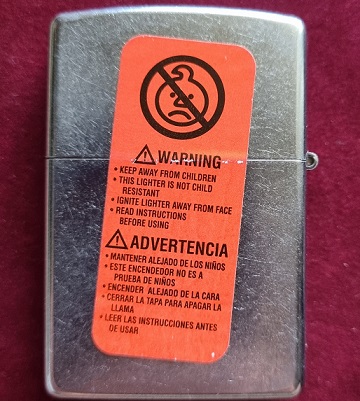 WARNING
• KEEP AWAY FROM CHILDREN
• THIS LIGHTER IS NOT CHILD
RESISTANT
• IGNITE LIGHTER AWAY FROM FACE
• READ INSTRUCTIONS
BEFORE USING
ADVERTENCIA
• MANTENER ALEJADO DE LOS NIÑOS
• ESTE ENCENDEDOR NO ES A
PRUEBA DE NIÑOS
• ENCENDER ALEJADO DE LA CARA
• CERRAR LA TAPA PARA APAGAR LA
LLAMA
• LEER LAS INSTRUCCIONES ANTES
DE USAR